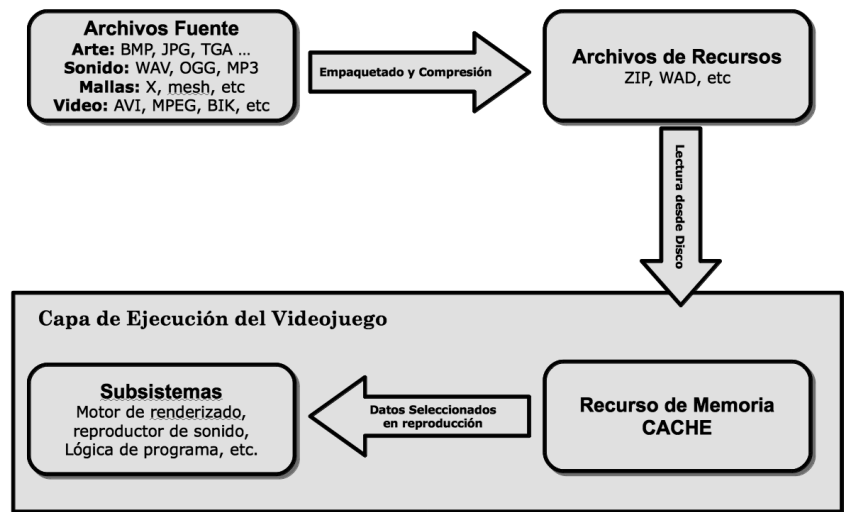 Archivos Fuente
Arte: BMP, JPG, TGA ...
Sonido: WAV, OGG, MP3
Mallas: X, mesh, etc
Video: AVI, MPEG, BIK, etc
Empaquetado y Compresión
Archivos de Recursos
ZIP, WAD, etc
Lectura desde Disco
Capa de Ejecución del Videojuego
Recurso de Memoria
CACHE
Datos Seleccionados
en reproducción
Subsistemas
Motor de renderizado,
reproductor de sonido,
Lógica de programa, etc.